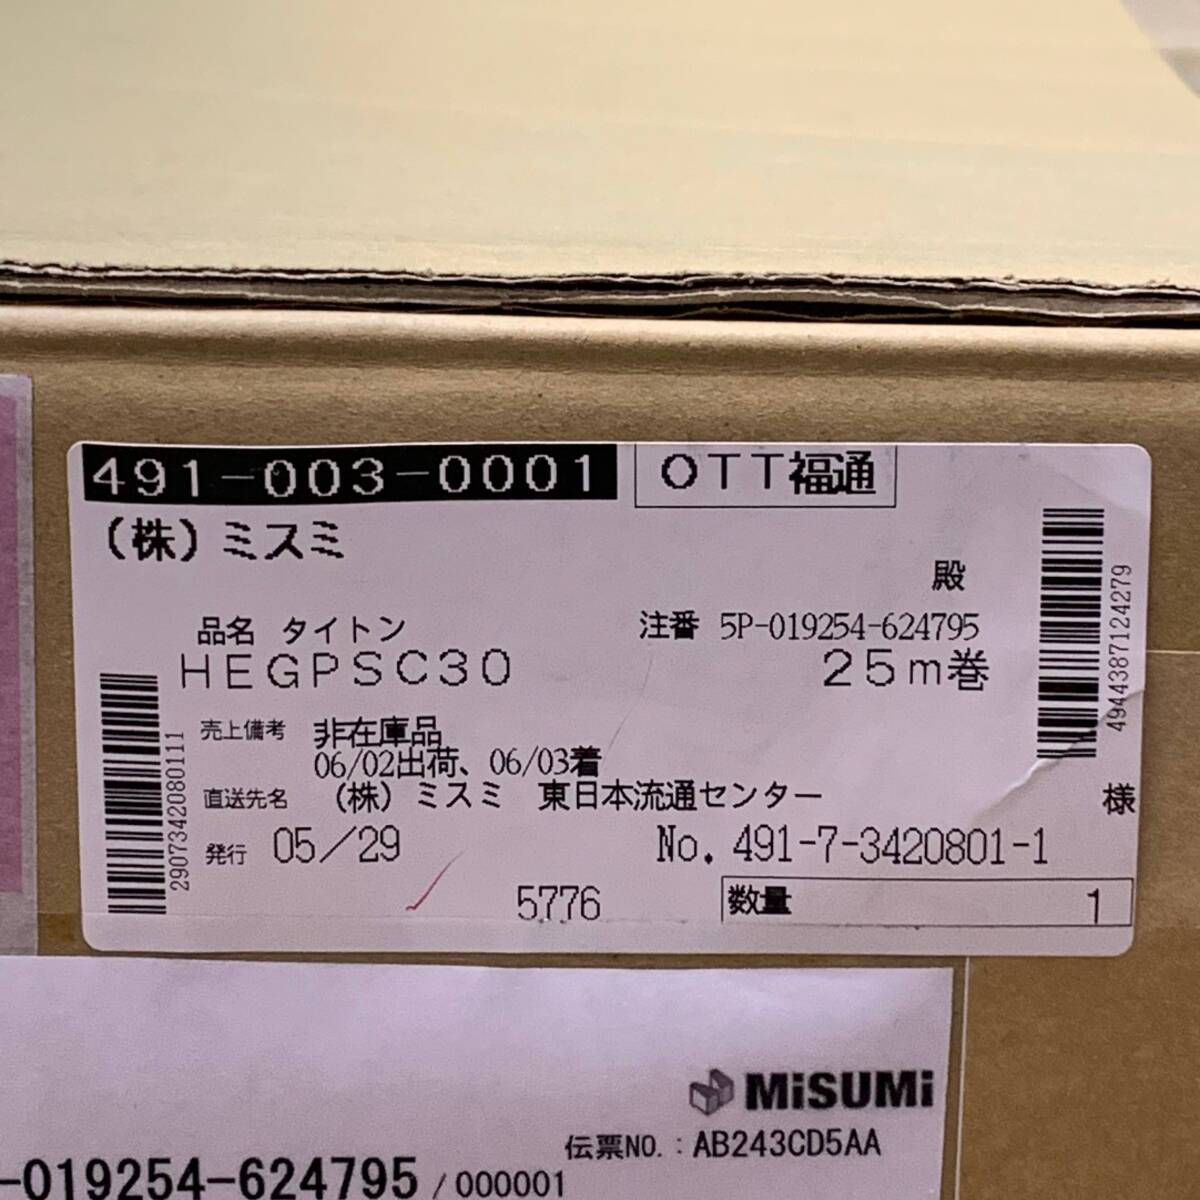 491-003-0001 OTT福通
（株）ミスミ
殿
品名 タイトン 注番 5P-019254-624795
HEGPSC30 25m巻
売上備考 非在庫品
06/02出荷、06/03着
直送先名 （株）ミスミ 東日本流通センター 様
発行 05/29 No. 491-7-3420801-1
5776 数量 1
2907342080111
4944387124279
MiSUMi
伝票NO.：AB243CD5AA
-019254-624795 /000001